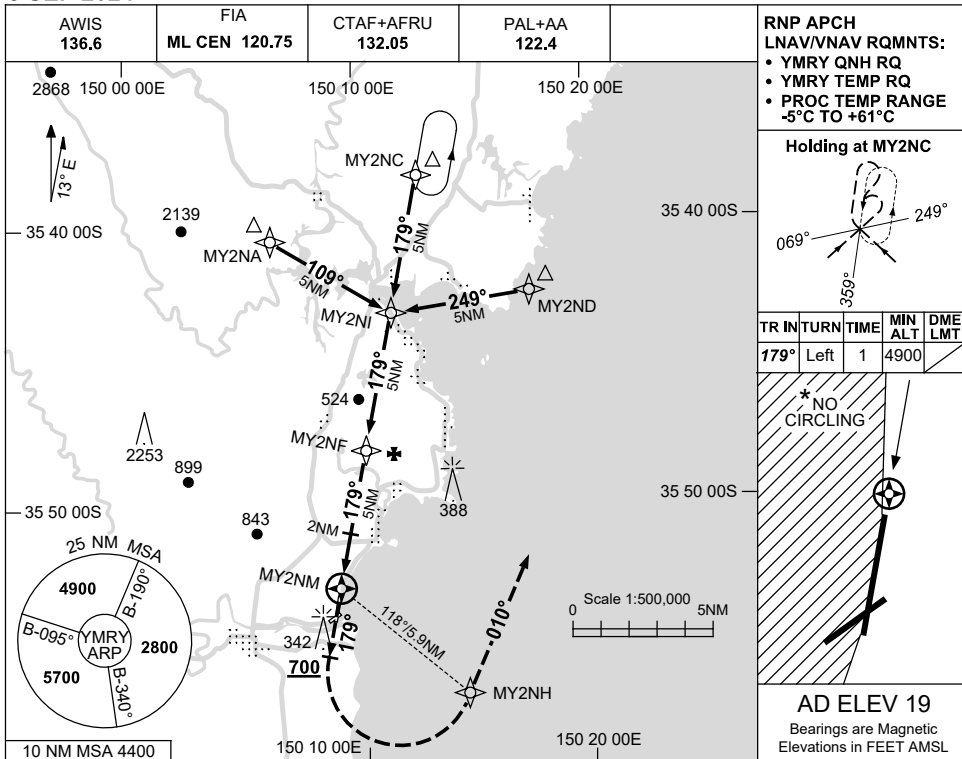 AWIS
136.6
FIA
ML CEN 120.75
CTAF+AFRU
132.05
PAL+AA
122.4
RNP APCH
LNAV/VNAV RQMNTS:
• YMRY QNH RQ
• YMRY TEMP RQ
• PROC TEMP RANGE
-5°C TO +61°C
2868
150 00 00E
150 10 00E
150 20 00E
13° E
MY2NC
Holding at MY2NC
249°
069°
359°
2139
35 40 00S
35 40 00S
179°
5NM
MY2NA
109°
5NM
249°
5NM
MY2ND
MY2NI
TR IN
TURN
TIME
MIN
ALT
DME
LMT
179°
Left
1
4900
179°
5NM
524
*NO
CIRCLING
MY2NF
2253
899
388
35 50 00S
35 50 00S
179°
5NM
2NM
843
25 NM MSA
4900
B-190°
B-095°
YMRY
ARP
2800
5700
B-340°
MY2NM
Scale 1:500,000
0
5NM
118°/5.9NM
010°
342
179°
700
MY2NH
AD ELEV 19
Bearings are Magnetic
Elevations in FEET AMSL
10 NM MSA 4400
150 10 00E
150 20 00E